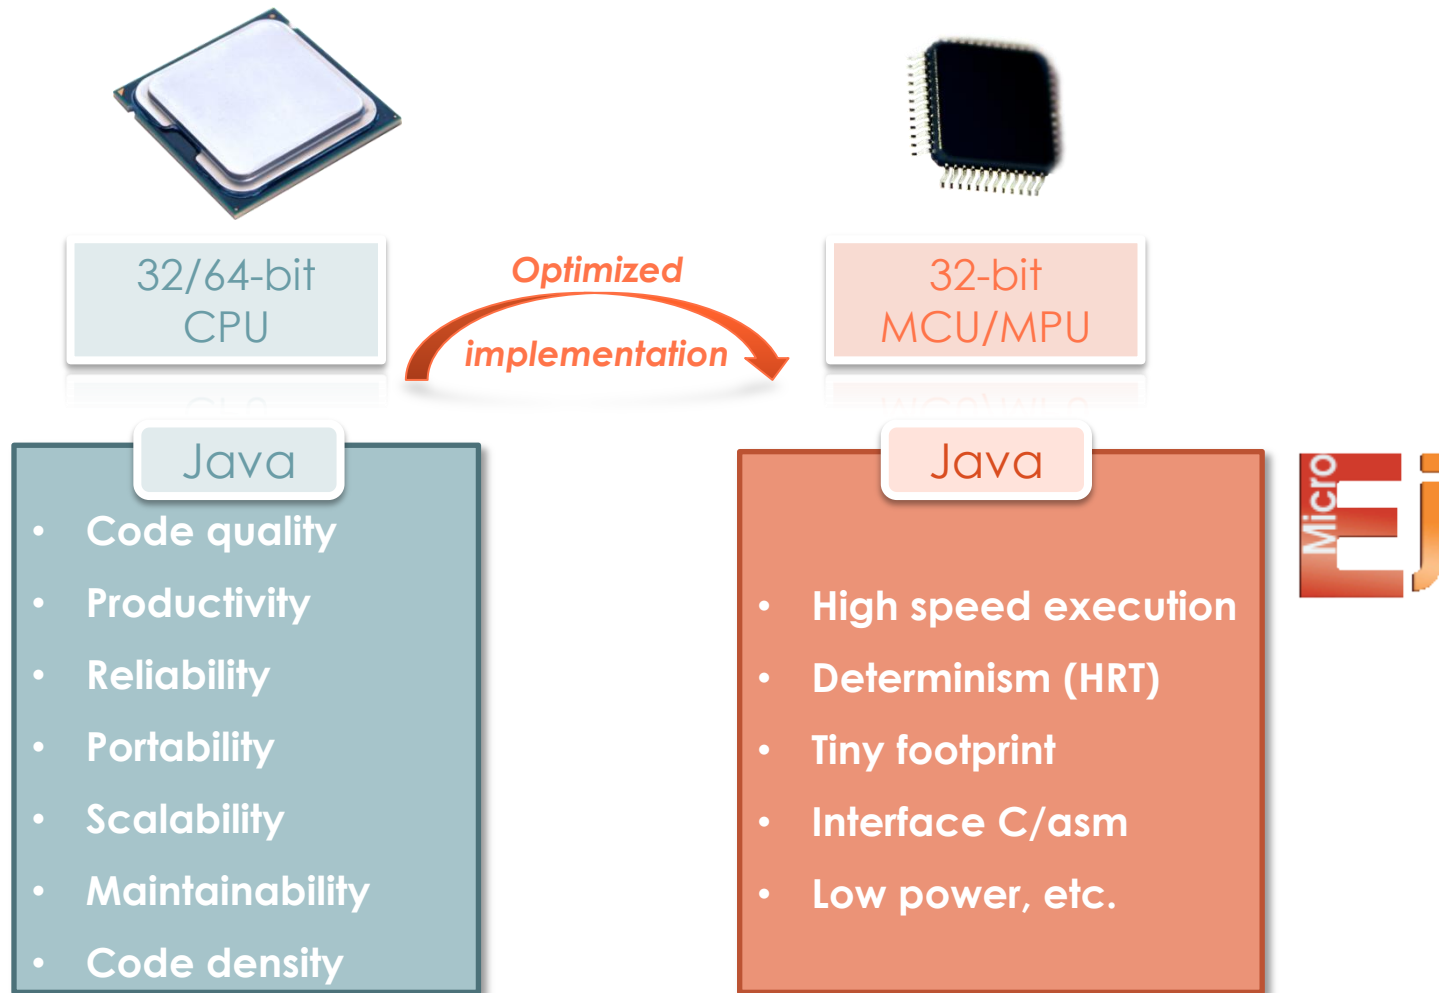 32/64-bit
CPU
Optimized
implementation
32-bit
MCU/MPU
Java
• Code quality
• Productivity
• Reliability
• Portability
• Scalability
• Maintainability
• Code density
Java
• High speed execution
• Determinism (HRT)
• Tiny footprint
• Interface C/asm
• Low power, etc.
Micro
Ej